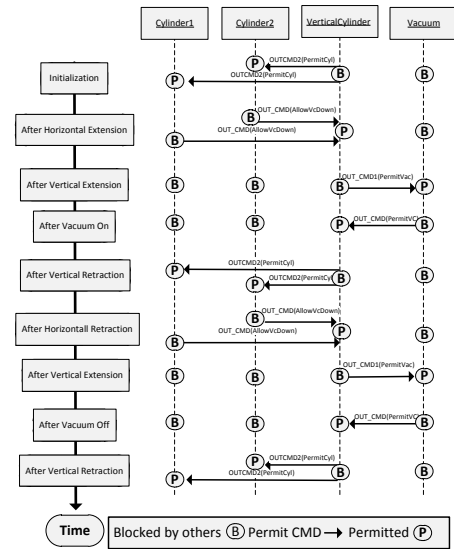 Cylinder1 Cylinder2 VerticalCylinder Vacuum
P OUTCMD2(PermitCyl)
Initialization P OUTCMD2(PermitCyl) B B
B OUT_CMD(AllowVcDown)
After Horizontal Extension B OUT_CMD(AllowVcDown) P B
After Vertical Extension B B B OUT_CMD1(PermitVac) P
After Vacuum On B B P OUT_CMD(PermitVC) B
After Vertical Retraction P OUTCMD2(PermitCyl) B B
P OUTCMD2(PermitCyl)
B OUT_CMD(AllowVcDown)
After Horizontall Retraction B OUT_CMD(AllowVcDown) P B
After Vertical Extension B B B OUT_CMD1(PermitVac) P
After Vacuum Off B B P OUT_CMD(PermitVC) B
P OUTCMD2(PermitCyl)
After Vertical Retraction P OUTCMD2(PermitCyl) B B
Time Blocked by others B Permit CMD Permitted P